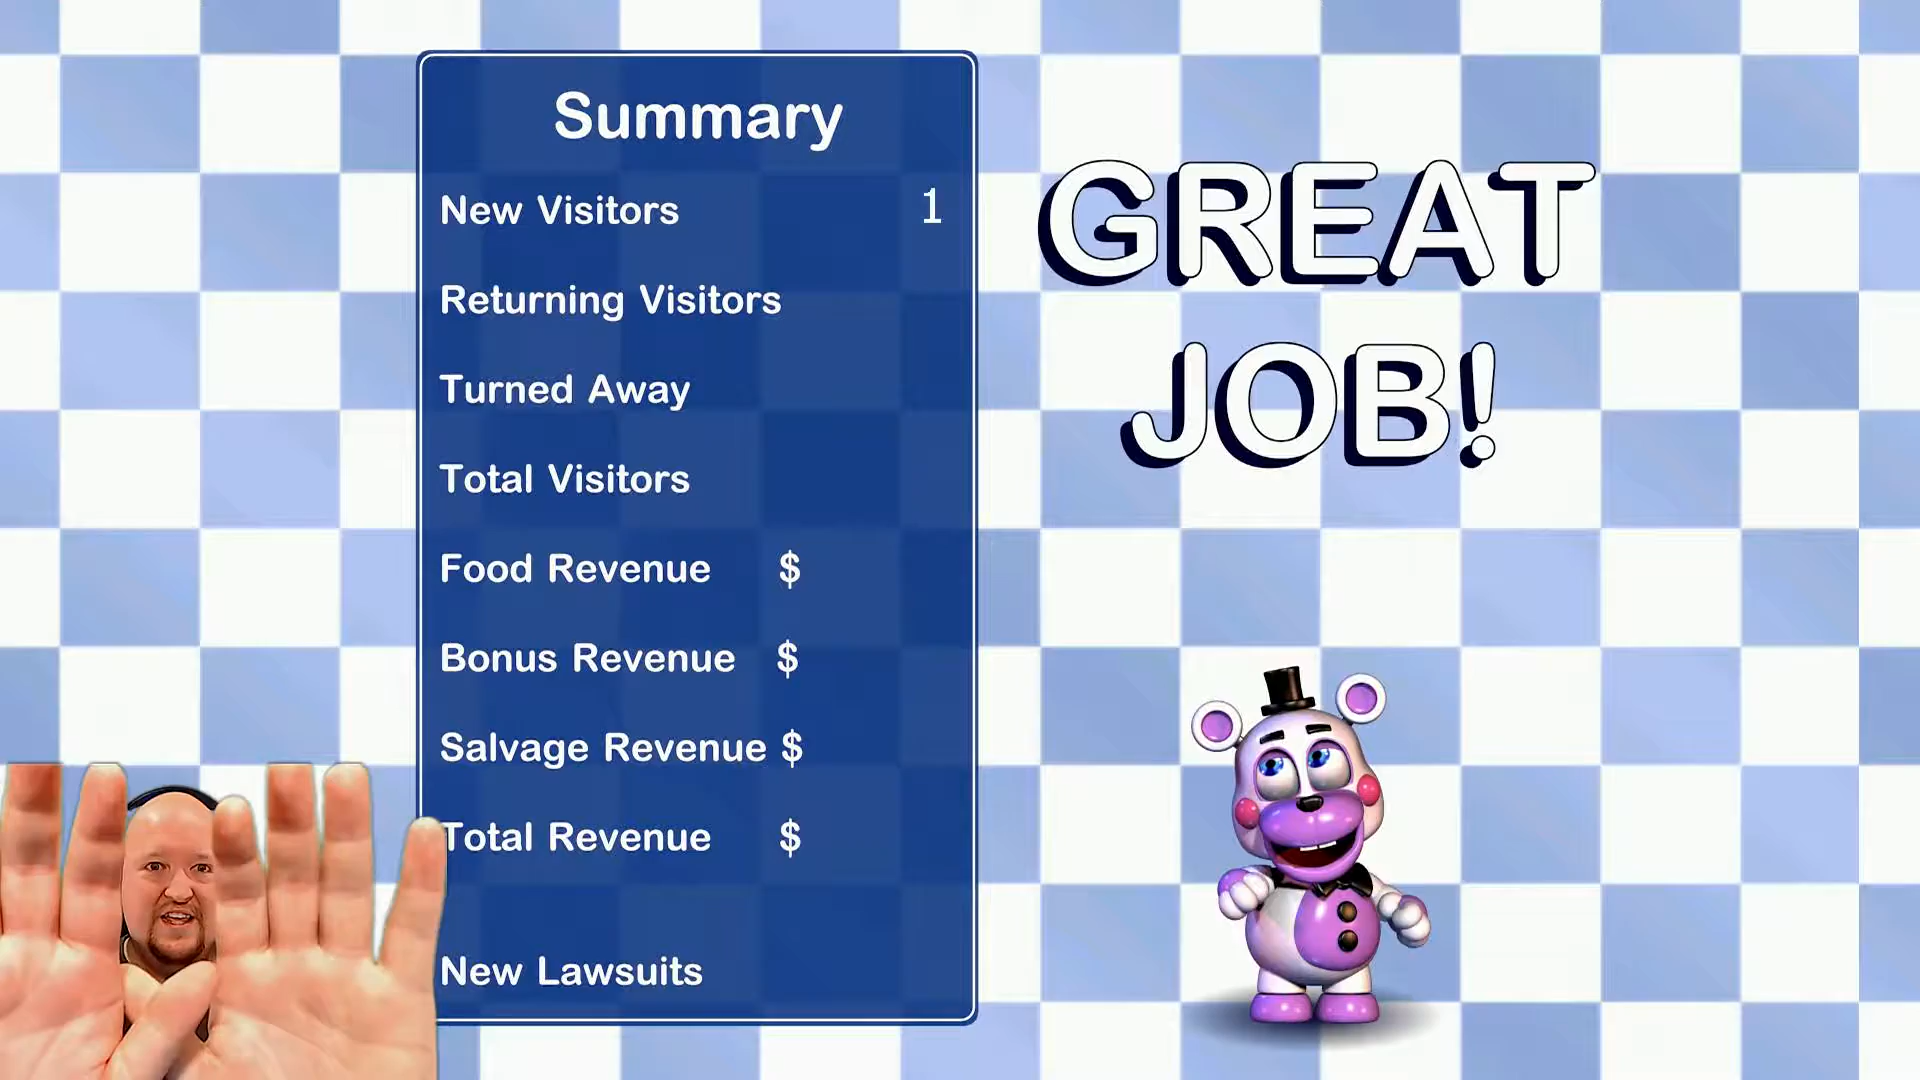 Summary
New Visitors 1
Returning Visitors
Turned Away
Total Visitors
Food Revenue $
Bonus Revenue $
Salvage Revenue $
Total Revenue $
New Lawsuits
GREAT
JOB!